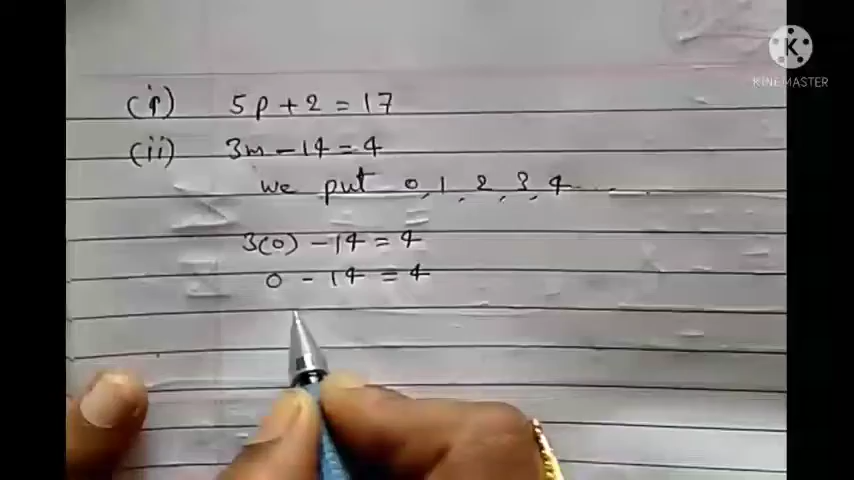 (i) 5p + 2 = 17
(ii) 3m - 14 = 4
we put 0, 1, 2, 3, 4 ....
3(0) - 14 = 4
0 - 14 = 4
K
KINEMASTER